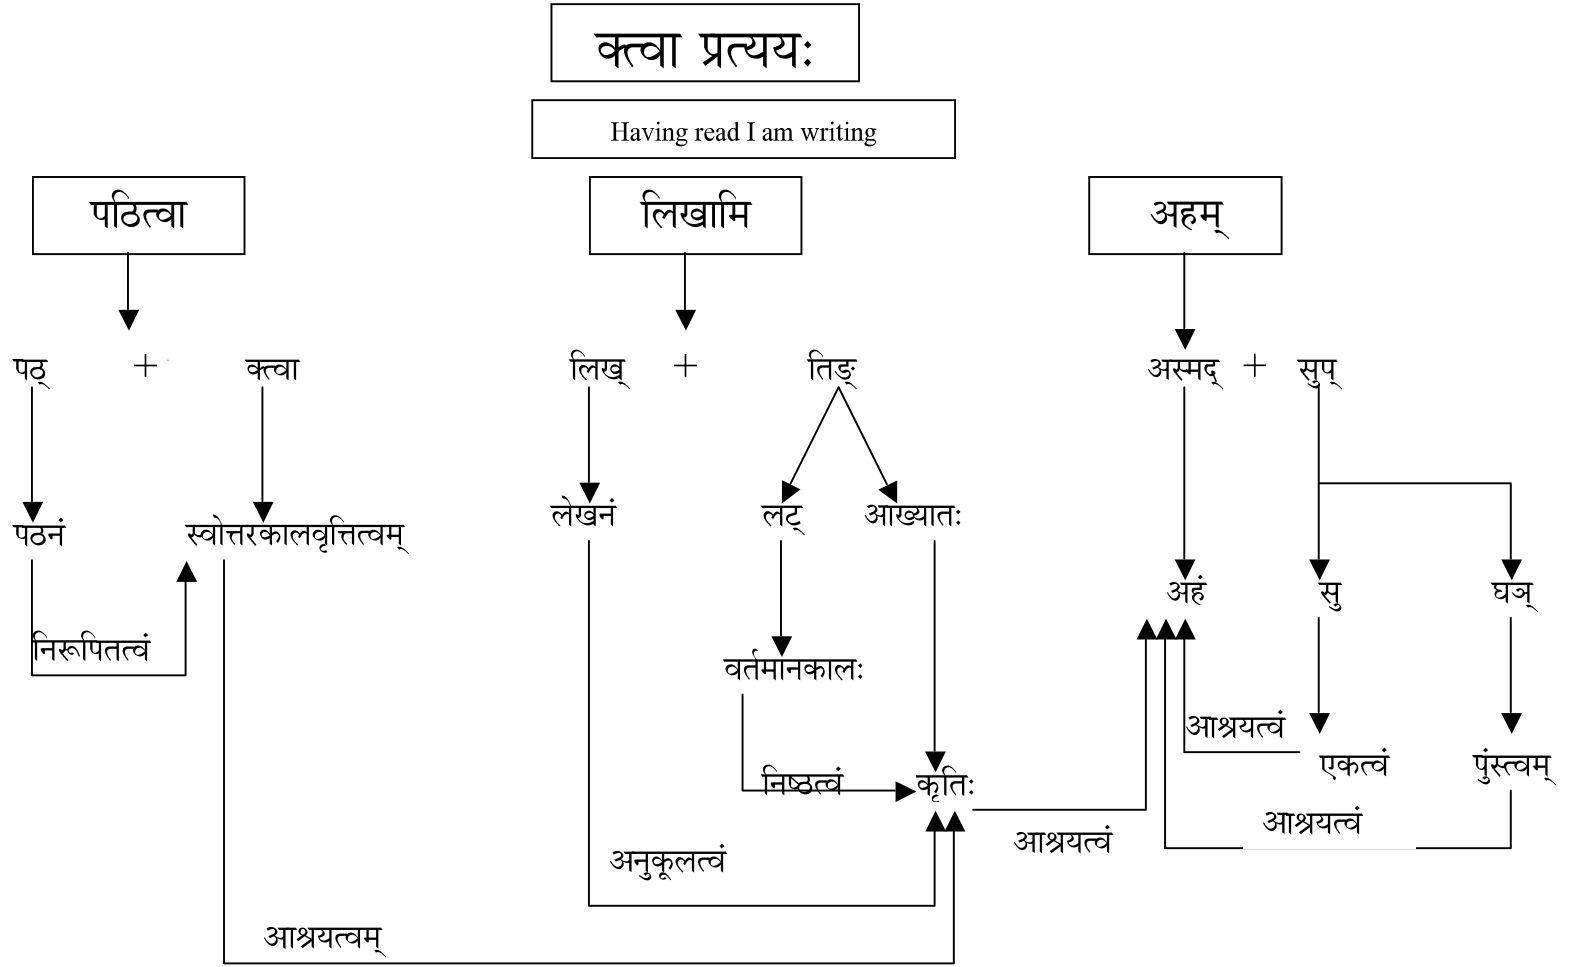 क्त्वा प्रत्ययः
Having read I am writing
पठित्वा लिखामि अहम्
पठ् + क्त्वा लिख् + तिङ् अस्मद् + सुप्
पठनं स्वोत्तरकालवृत्तित्वम् लेखनं लट् आख्यातः
अहं सु घञ्
निरूपितत्वं वर्तमानकालः
आश्रयत्वं
एकत्वं पुंस्त्वम्
निष्ठत्वं कृतिः
आश्रयत्वं आश्रयत्वं
अनुकूलत्वं
आश्रयत्वम्